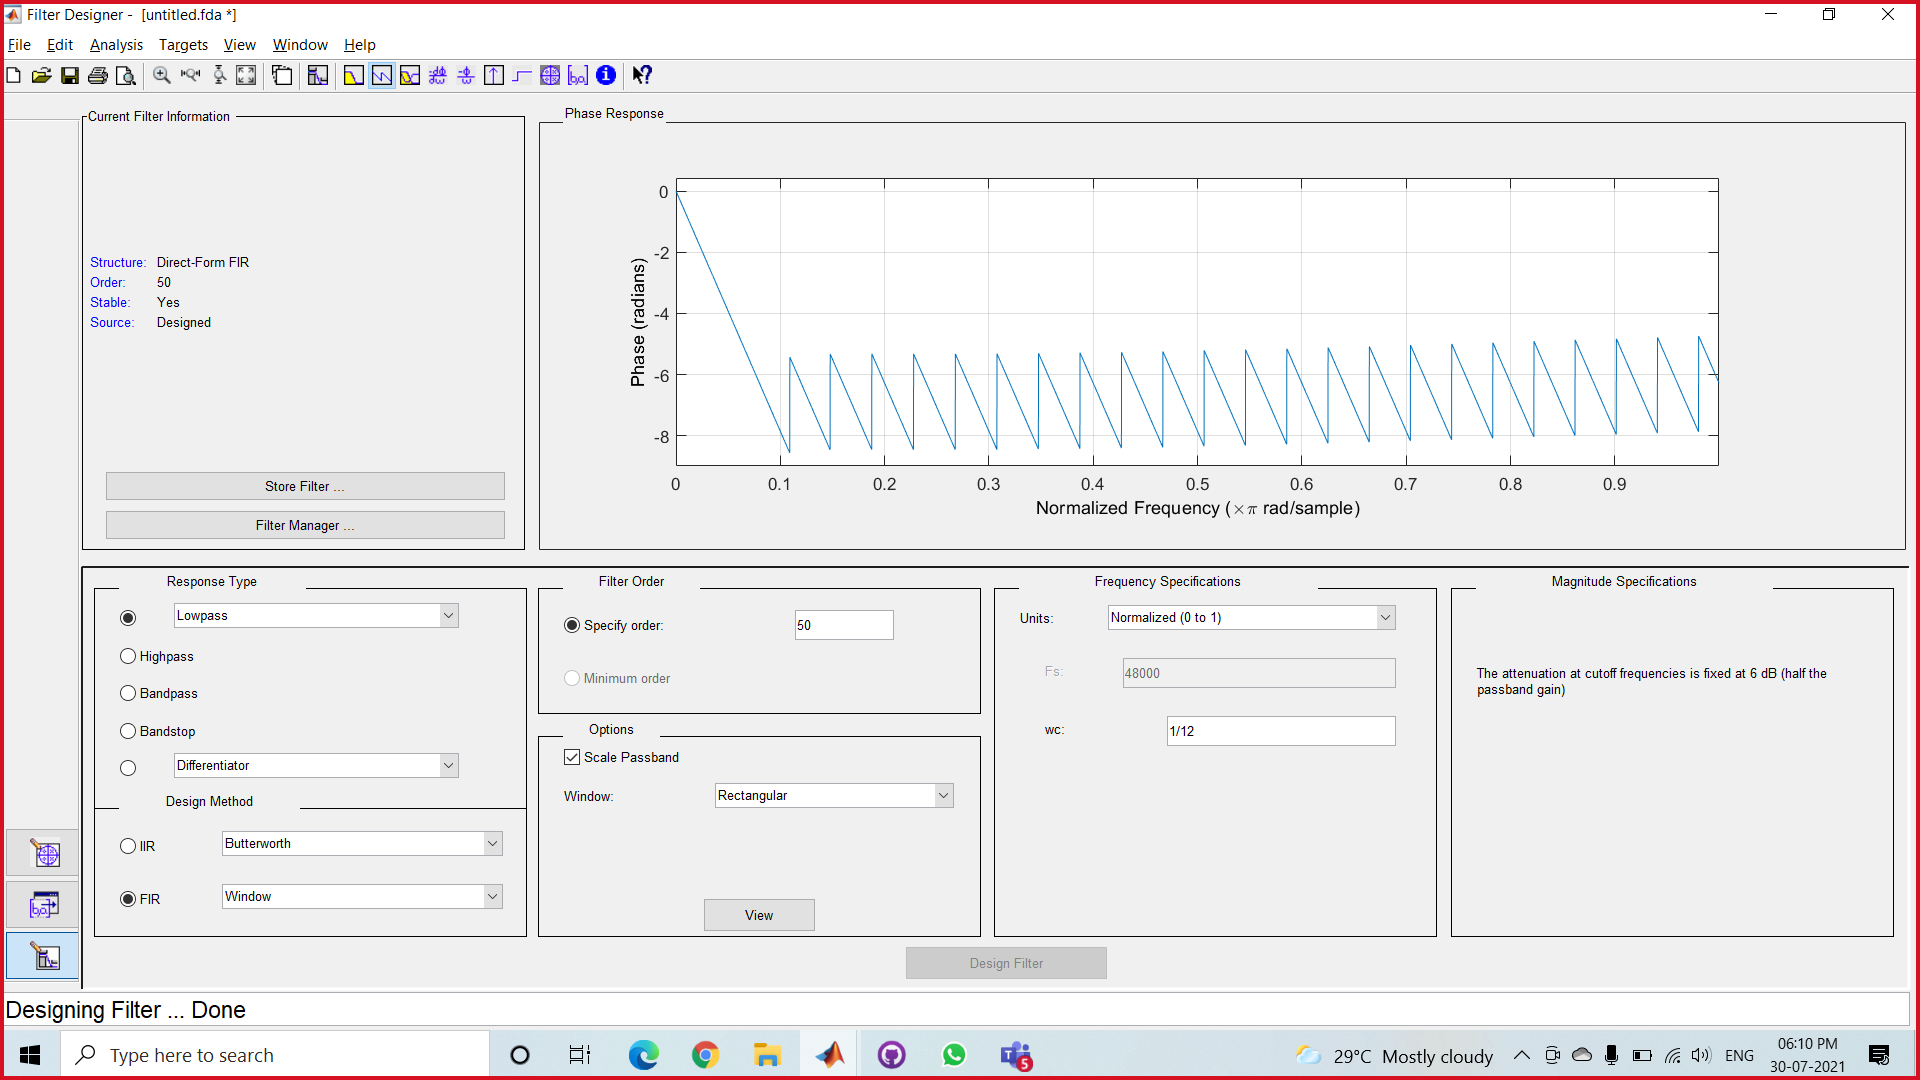 Filter Designer - [untitled.fda *]
File Edit Analysis Targets View Window Help
Current Filter Information
Structure: Direct-Form FIR
Order: 50
Stable: Yes
Source: Designed
Store Filter ...
Filter Manager ...
Phase Response
0
-2
-4
-6
-8
Phase (radians)
0 0.1 0.2 0.3 0.4 0.5 0.6 0.7 0.8 0.9
Normalized Frequency (×π rad/sample)
Response Type
Lowpass
Highpass
Bandpass
Bandstop
Differentiator
Design Method
IIR Butterworth
FIR Window
Filter Order
Specify order: 50
Minimum order
Options
Scale Passband
Window: Rectangular
View
Frequency Specifications
Units: Normalized (0 to 1)
Fs: 48000
wc: 1/12
Magnitude Specifications
The attenuation at cutoff frequencies is fixed at 6 dB (half the
passband gain)
Design Filter
Designing Filter ... Done
Type here to search
5
29°C Mostly cloudy
ENG
06:10 PM
30-07-2021